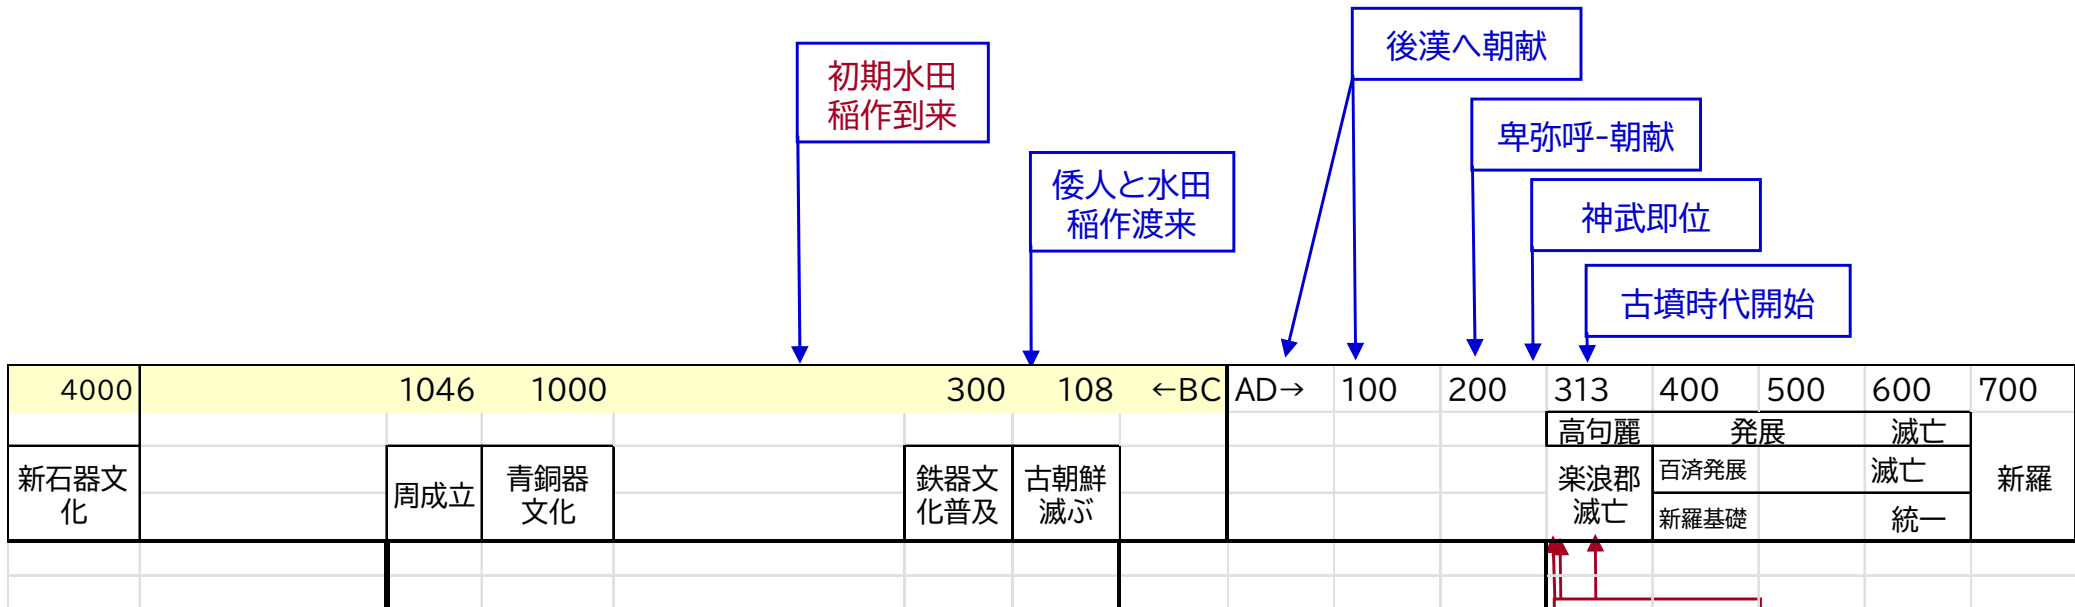 後漢へ朝献
初期水田
稲作到来
卑弥呼-朝献
倭人と水田
稲作渡来
神武即位
古墳時代開始
4000 1046 1000 300 108 ←BC AD→ 100 200 313 400 500 600 700
高句麗 発展 滅亡
新石器文
化
周成立
青銅器
文化
鉄器文
化普及
古朝鮮
滅ぶ
楽浪郡
滅亡
百済発展 滅亡
新羅基礎 統一
新羅